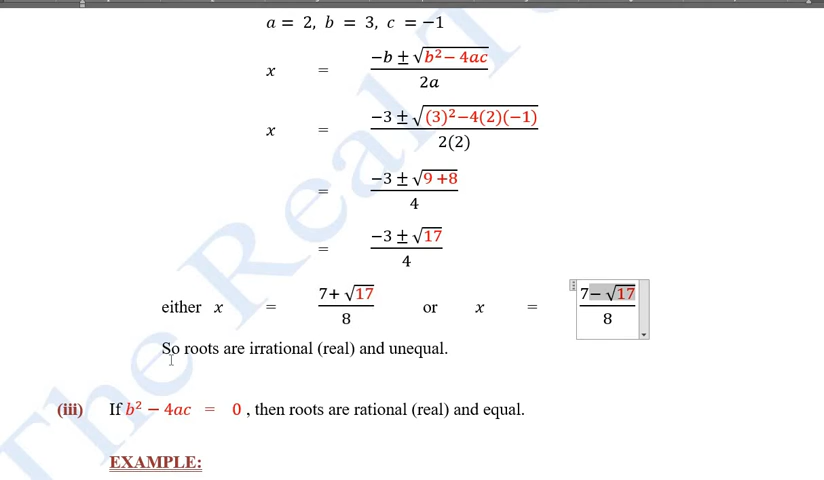 a = 2, b = 3, c = −1
x = (−b ± √(b² − 4ac))/(2a)
x = (−3 ± √((3)²−4(2)(−1)))/(2(2))
= (−3 ± √(9 +8))/4
= (−3 ± √17)/4
either x = (7+ √17)/8 or x = (7− √17)/8
So roots are irrational (real) and unequal.
(iii) If b² − 4ac = 0 , then roots are rational (real) and equal.
EXAMPLE:
The Real T